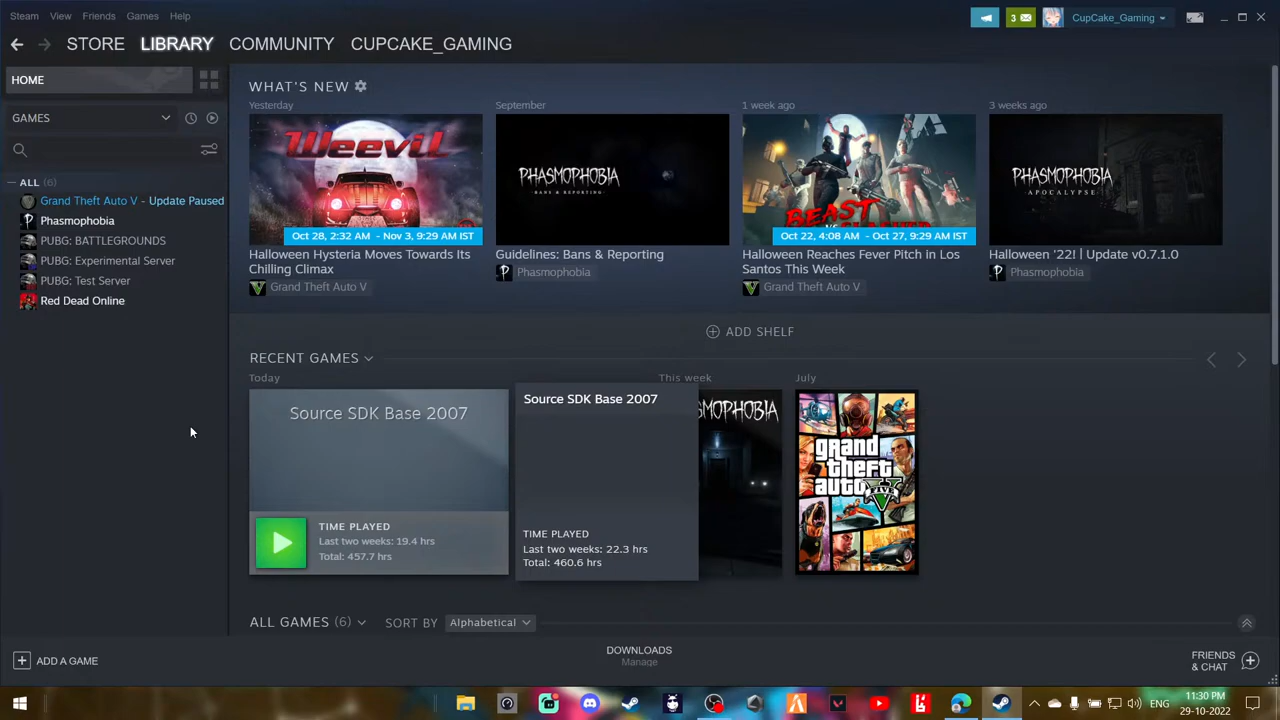 Steam View Friends Games Help
3
CupCake_Gaming
STORE LIBRARY COMMUNITY CUPCAKE_GAMING
HOME
GAMES
ALL (6)
Grand Theft Auto V - Update Paused
Phasmophobia
PUBG: BATTLEGROUNDS
PUBG: Experimental Server
PUBG: Test Server
Red Dead Online
WHAT'S NEW
Yesterday
Weevil
Oct 28, 2:32 AM - Nov 3, 9:29 AM IST
Halloween Hysteria Moves Towards Its
Chilling Climax
Grand Theft Auto V
September
PHASMOPHOBIA
BANS & REPORTING
Guidelines: Bans & Reporting
Phasmophobia
1 week ago
BEAST
Oct 22, 4:08 AM - Oct 27, 9:29 AM IST
Halloween Reaches Fever Pitch In Los
Santos This Week
Grand Theft Auto V
3 weeks ago
PHASMOPHOBIA
APOCALYPSE
Halloween '22! | Update v0.7.1.0
Phasmophobia
ADD SHELF
RECENT GAMES
Today
Source SDK Base 2007
TIME PLAYED
Last two weeks: 19.4 hrs
Total: 457.7 hrs
Source SDK Base 2007
TIME PLAYED
Last two weeks: 22.3 hrs
Total: 460.6 hrs
This week
SMOPHOBIA
July
grand
theft
auto
V
ALL GAMES (6) SORT BY Alphabetical
ADD A GAME
DOWNLOADS
Manage
FRIENDS
& CHAT
ENG
11:30 PM
29-10-2022